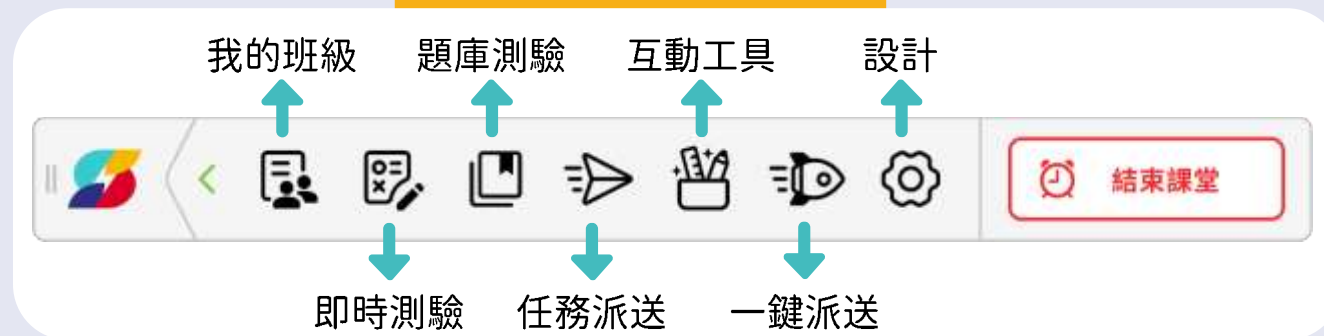 我的班級
題庫測驗
互動工具
設計
結束課堂
即時測驗
任務派送
一鍵派送